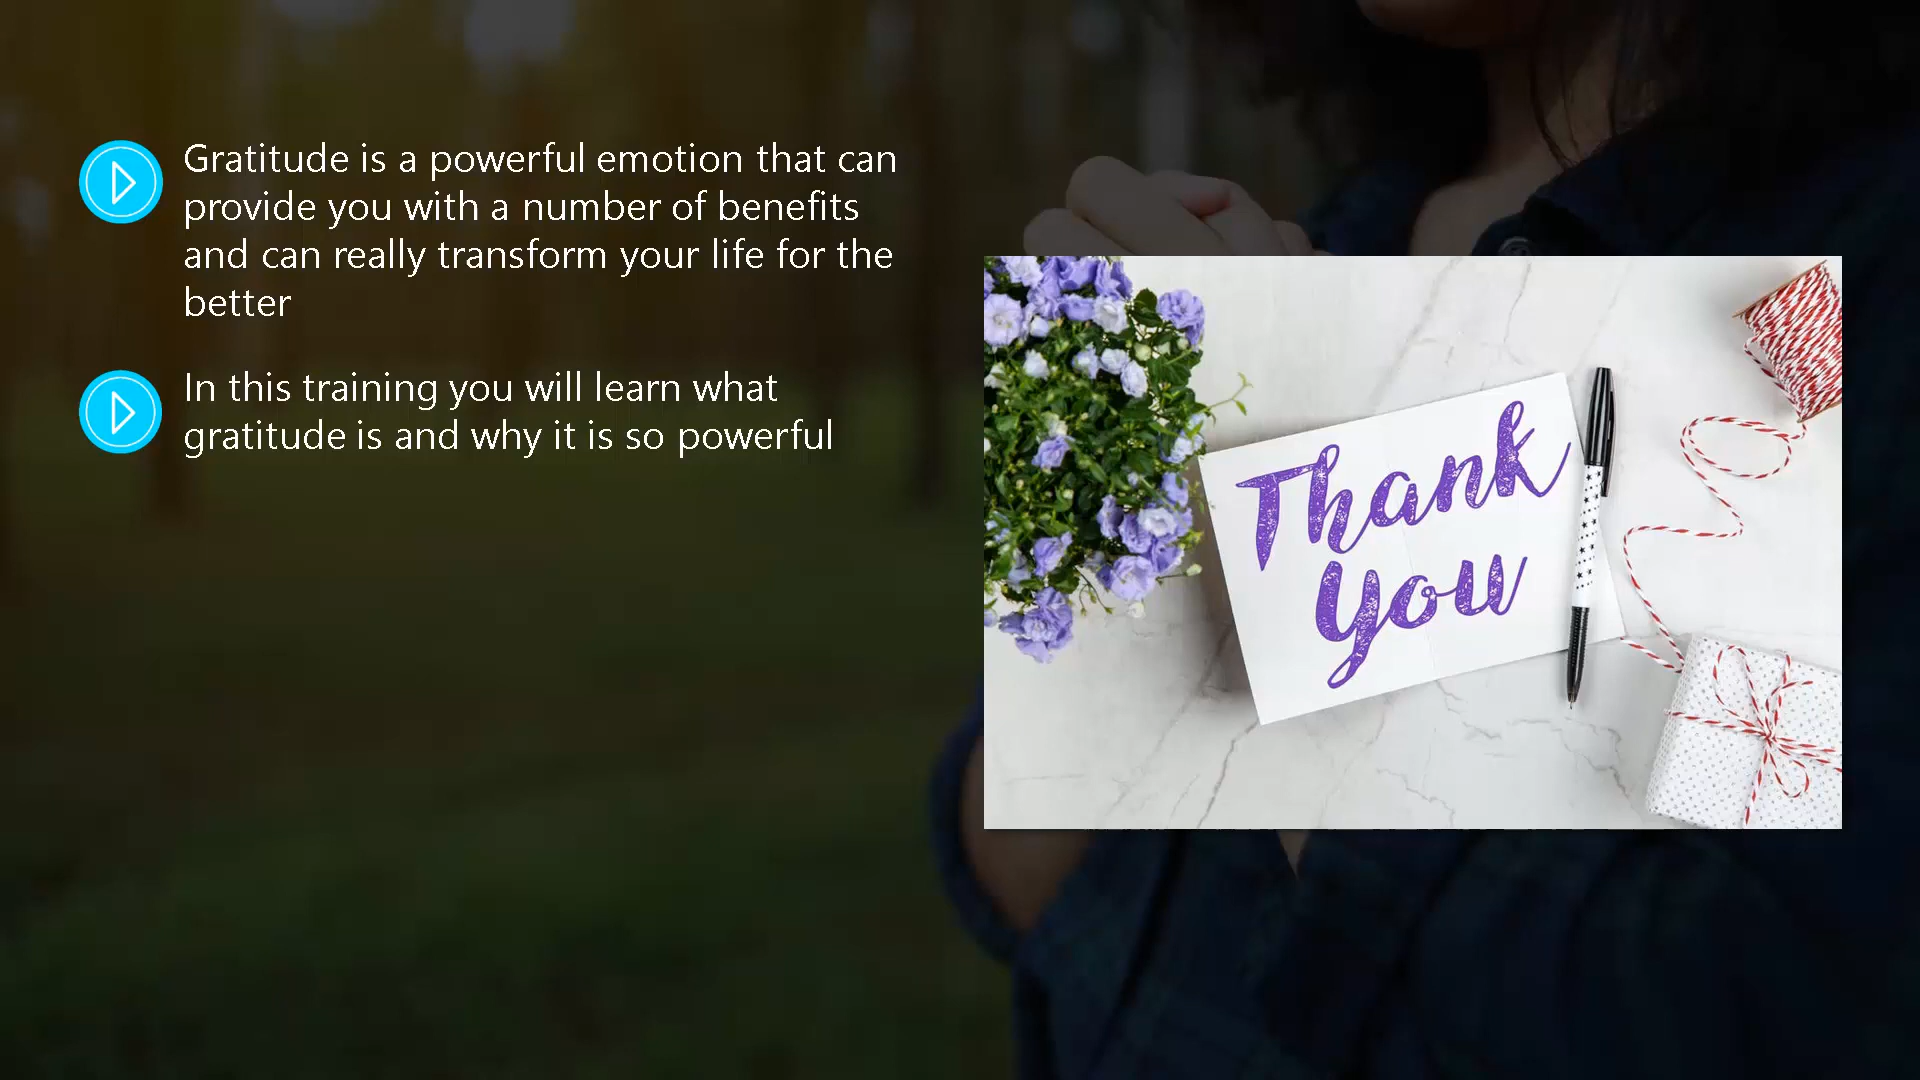 Gratitude is a powerful emotion that can
provide you with a number of benefits
and can really transform your life for the
better
In this training you will learn what
gratitude is and why it is so powerful
Thank
You